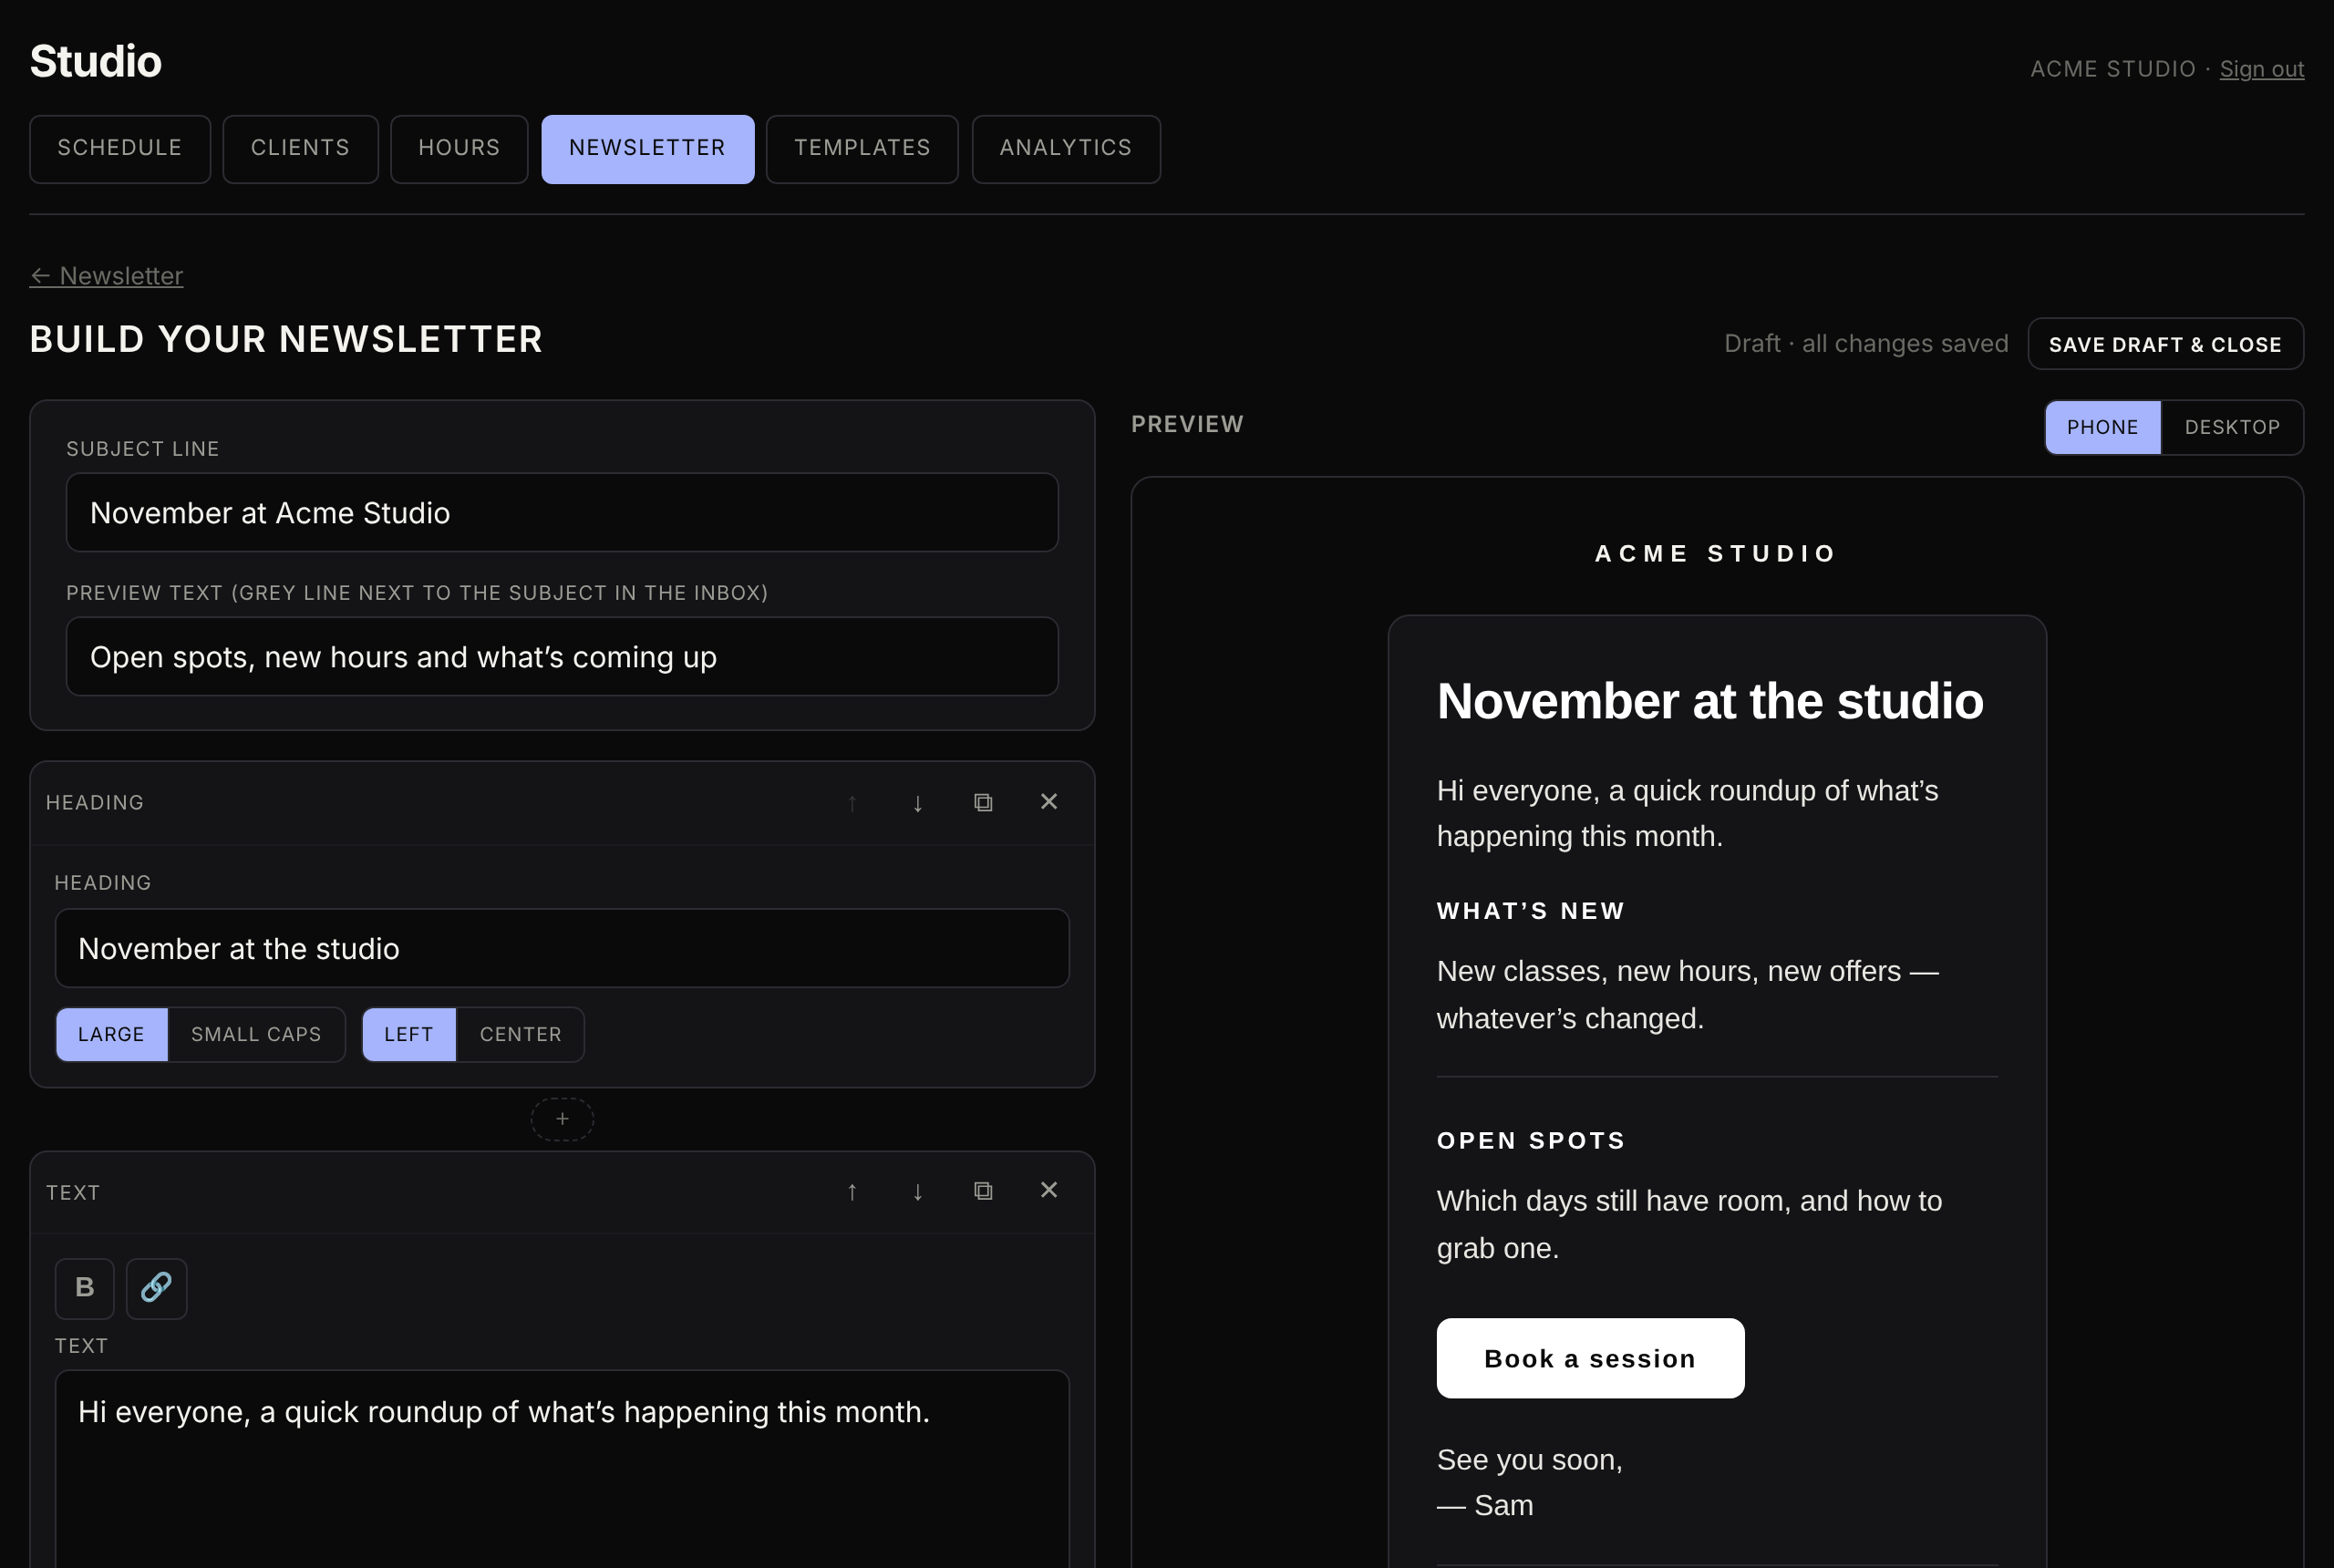 Studio
ACME STUDIO · Sign out
SCHEDULE
CLIENTS
HOURS
NEWSLETTER
TEMPLATES
ANALYTICS
← Newsletter
BUILD YOUR NEWSLETTER
Draft · all changes saved
SAVE DRAFT & CLOSE
SUBJECT LINE
November at Acme Studio
PREVIEW TEXT (GREY LINE NEXT TO THE SUBJECT IN THE INBOX)
Open spots, new hours and what’s coming up
HEADING
HEADING
November at the studio
LARGE
SMALL CAPS
LEFT
CENTER
+
TEXT
B
TEXT
Hi everyone, a quick roundup of what’s happening this month.
PREVIEW
PHONE
DESKTOP
ACME STUDIO
November at the studio
Hi everyone, a quick roundup of what’s
happening this month.
WHAT’S NEW
New classes, new hours, new offers —
whatever’s changed.
OPEN SPOTS
Which days still have room, and how to
grab one.
Book a session
See you soon,
— Sam